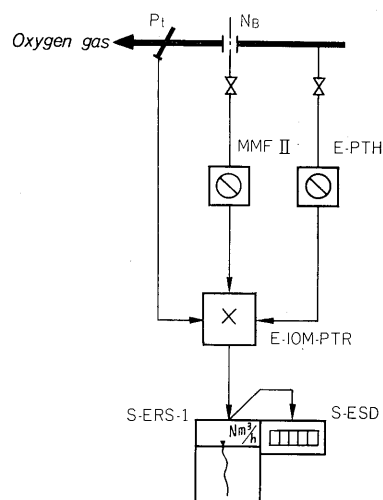 Pt NB
Oxygen gas
MMF II E-PTH
×
E-IOM-PTR
S-ERS-1 S-ESD
Nm³/h